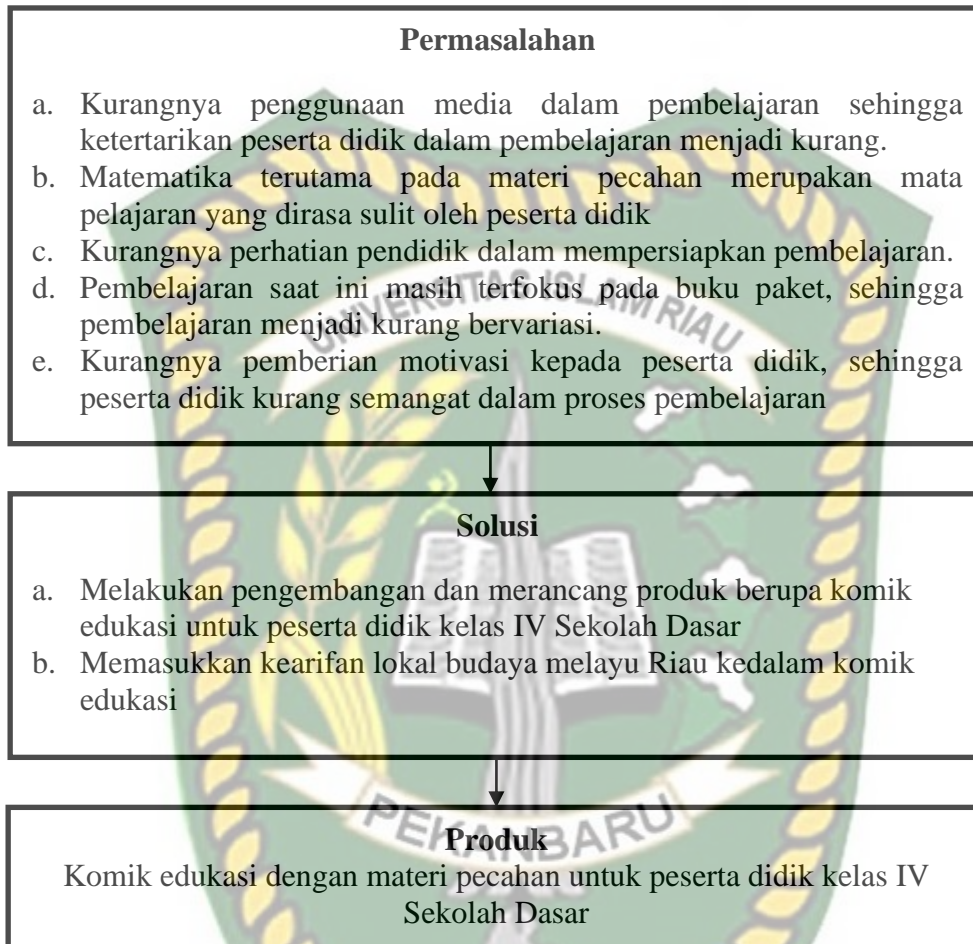 Permasalahan
a. Kurangnya penggunaan media dalam pembelajaran sehingga
ketertarikan peserta didik dalam pembelajaran menjadi kurang.
b. Matematika terutama pada materi pecahan merupakan mata
pelajaran yang dirasa sulit oleh peserta didik
c. Kurangnya perhatian pendidik dalam mempersiapkan pembelajaran.
d. Pembelajaran saat ini masih terfokus pada buku paket, sehingga
pembelajaran menjadi kurang bervariasi.
UNIVERSITAS ISLAM RIAU
e. Kurangnya pemberian motivasi kepada peserta didik, sehingga
peserta didik kurang semangat dalam proses pembelajaran
Solusi
a. Melakukan pengembangan dan merancang produk berupa komik
edukasi untuk peserta didik kelas IV Sekolah Dasar
b. Memasukkan kearifan lokal budaya melayu Riau kedalam komik
edukasi
PEKANBARU
Produk
Komik edukasi dengan materi pecahan untuk peserta didik kelas IV
Sekolah Dasar